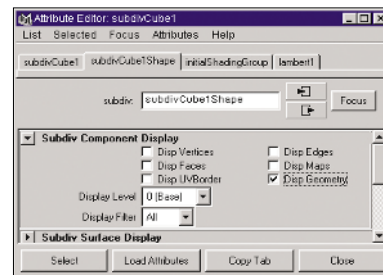 Attribute Editor: subdivCube1
List Selected Focus Attributes Help
subdivCube1 subdivCube1Shape initialShadingGroup lambert1
subdiv: subdivCube1Shape Focus
Subdiv Component Display
Disp Vertices Disp Edges
Disp Faces Disp Maps
Disp UVBorder Disp Geometry
Display Level 0 (Base)
Display Filter All
Subdiv Surface Display
Select Load Attributes Copy Tab Close